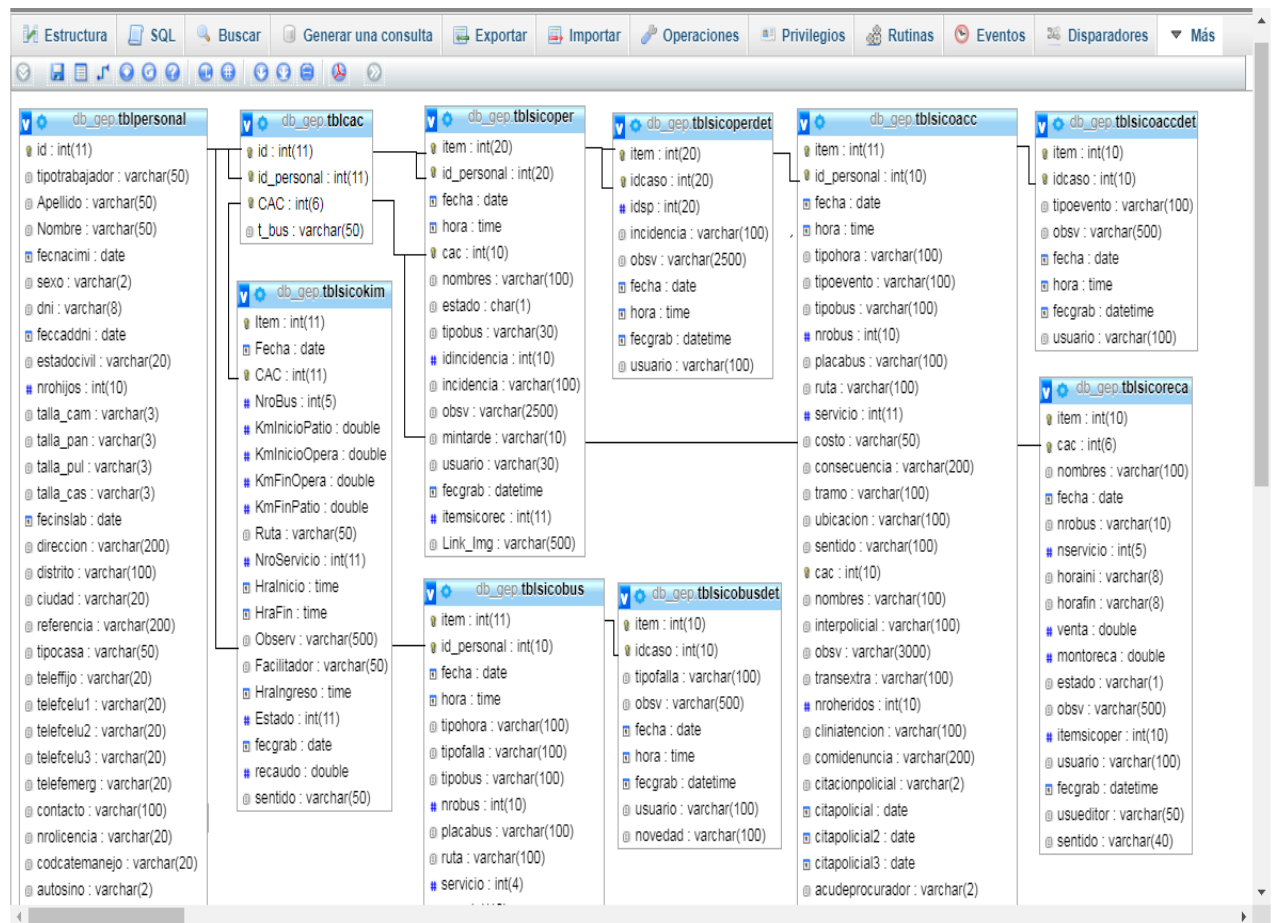 Estructura SQL Buscar Generar una consulta Exportar Importar Operaciones Privilegios Rutinas Eventos Disparadores Más
db_gep.tblpersonal
id : int(11)
tipotrabajador : varchar(50)
Apellido : varchar(50)
Nombre : varchar(50)
fecnacimi : date
sexo : varchar(2)
dni : varchar(8)
feccaddni : date
estadocivil : varchar(20)
nrohijos : int(10)
talla_cam : varchar(3)
talla_pan : varchar(3)
talla_pul : varchar(3)
talla_cas : varchar(3)
fecinslab : date
direccion : varchar(200)
distrito : varchar(100)
ciudad : varchar(20)
referencia : varchar(200)
tipocasa : varchar(50)
teleffijo : varchar(20)
telefcelu1 : varchar(20)
telefcelu2 : varchar(20)
telefcelu3 : varchar(20)
telefemerg : varchar(20)
contacto : varchar(100)
nrolicencia : varchar(20)
codcatemanejo : varchar(20)
autosino : varchar(2)
db_gep.tblcac
id : int(11)
id_personal : int(11)
CAC : int(6)
t_bus : varchar(50)
db_gep.tblsicokim
Item : int(11)
Fecha : date
CAC : int(11)
NroBus : int(5)
KmInicioPatio : double
KmInicioOpera : double
KmFinOpera : double
KmFinPatio : double
Ruta : varchar(50)
NroServicio : int(11)
HraInicio : time
HraFin : time
Observ : varchar(500)
Facilitador : varchar(50)
HraIngreso : time
Estado : int(11)
fecgrab : date
recaudo : double
sentido : varchar(50)
db_gep.tblsicoper
item : int(20)
id_personal : int(20)
fecha : date
hora : time
cac : int(10)
nombres : varchar(100)
estado : char(1)
tipobus : varchar(30)
idincidencia : int(10)
incidencia : varchar(100)
obsv : varchar(2500)
mintarde : varchar(10)
usuario : varchar(30)
fecgrab : datetime
itemsicorec : int(11)
Link_Img : varchar(500)
db_gep.tblsicobus
item : int(11)
id_personal : int(10)
fecha : date
hora : time
tipohora : varchar(100)
tipofalla : varchar(100)
tipobus : varchar(100)
nrobus : int(10)
placabus : varchar(100)
ruta : varchar(100)
servicio : int(4)
db_gep.tblsicoperdet
item : int(20)
idcaso : int(20)
idsp : int(20)
incidencia : varchar(100)
obsv : varchar(2500)
fecha : date
hora : time
fecgrab : datetime
usuario : varchar(100)
db_gep.tblsicobusdet
item : int(10)
idcaso : int(10)
tipofalla : varchar(100)
obsv : varchar(500)
fecha : date
hora : time
fecgrab : datetime
usuario : varchar(100)
novedad : varchar(100)
db_gep.tblsicoacc
item : int(11)
id_personal : int(10)
fecha : date
hora : time
tipohora : varchar(100)
tipoevento : varchar(100)
tipobus : varchar(100)
nrobus : int(10)
placabus : varchar(100)
ruta : varchar(100)
servicio : int(11)
costo : varchar(50)
consecuencia : varchar(200)
tramo : varchar(100)
ubicacion : varchar(100)
sentido : varchar(100)
cac : int(10)
nombres : varchar(100)
interpolicial : varchar(100)
obsv : varchar(3000)
transextra : varchar(100)
nroheridos : int(10)
cliniatencion : varchar(100)
comidenuncia : varchar(200)
citacionpolicial : varchar(2)
citapolicial : date
citapolicial2 : date
citapolicial3 : date
acudeprocurador : varchar(2)
db_gep.tblsicoaccdet
item : int(10)
idcaso : int(10)
tipoevento : varchar(100)
obsv : varchar(500)
fecha : date
hora : time
fecgrab : datetime
usuario : varchar(100)
db_gep.tblsicoreca
item : int(10)
cac : int(6)
nombres : varchar(100)
fecha : date
nrobus : varchar(10)
nservicio : int(5)
horaini : varchar(8)
horafin : varchar(8)
venta : double
montoreca : double
estado : varchar(1)
obsv : varchar(500)
itemsicoper : int(10)
usuario : varchar(100)
fecgrab : datetime
usueditor : varchar(50)
sentido : varchar(40)